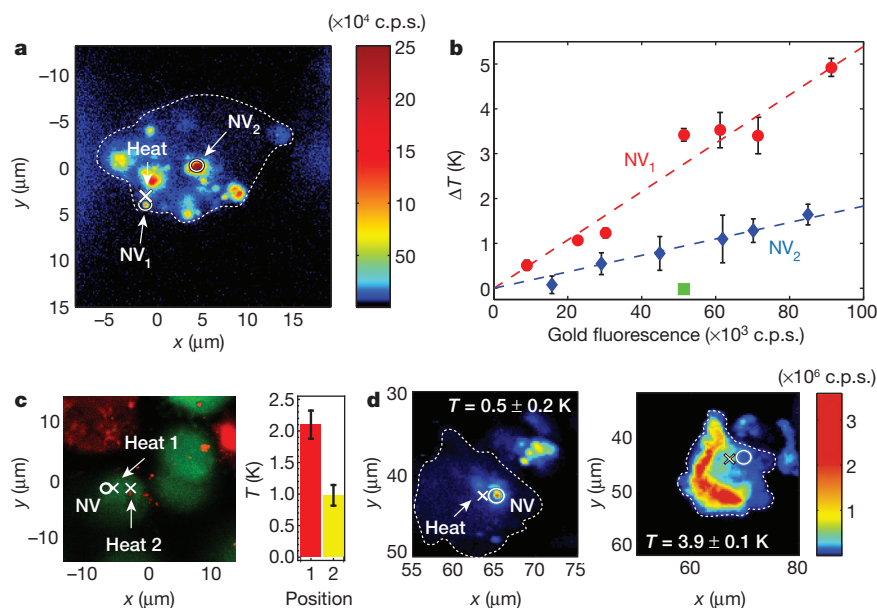 a
(×10⁴ c.p.s.)
25
20
15
10
5
−10
−5
0
5
10
15
y (μm)
NV₂
Heat
NV₁
−5 0 5 10 15
x (μm)
b
5
4
3
2
1
0
ΔT (K)
NV₁
NV₂
0 20 40 60 80 100
Gold fluorescence (×10³ c.p.s.)
c
10
0
−10
y (μm)
Heat 1
NV
Heat 2
−10 0 10
x (μm)
2.5
2.0
1.5
1.0
0.5
0.0
T (K)
1 2
Position
d
30
40
50
y (μm)
T = 0.5 ± 0.2 K
Heat
NV
55 60 65 70 75
x (μm)
40
50
60
y (μm)
T = 3.9 ± 0.1 K
60 80
x (μm)
(×10⁶ c.p.s.)
3
2
1